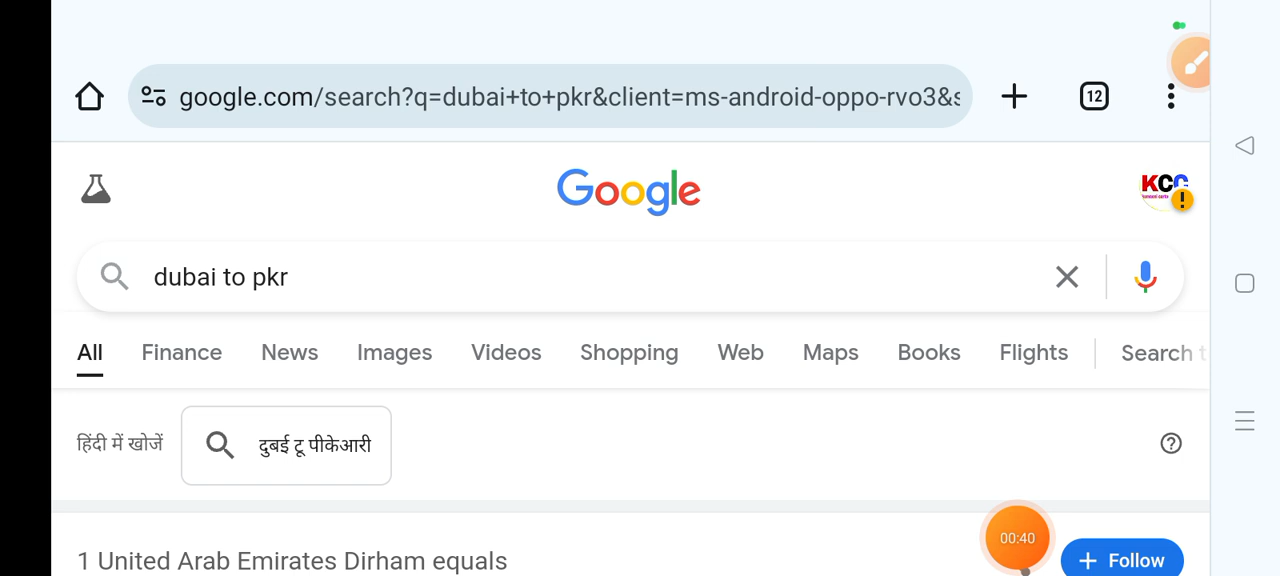 google.com/search?q=dubai+to+pkr&client=ms-android-oppo-rvo3&s
12
Google
KCC
dubai to pkr
All Finance News Images Videos Shopping Web Maps Books Flights Search t
हिंदी में खोजें दुबई टू पीकेआरी
1 United Arab Emirates Dirham equals
00:40
+ Follow